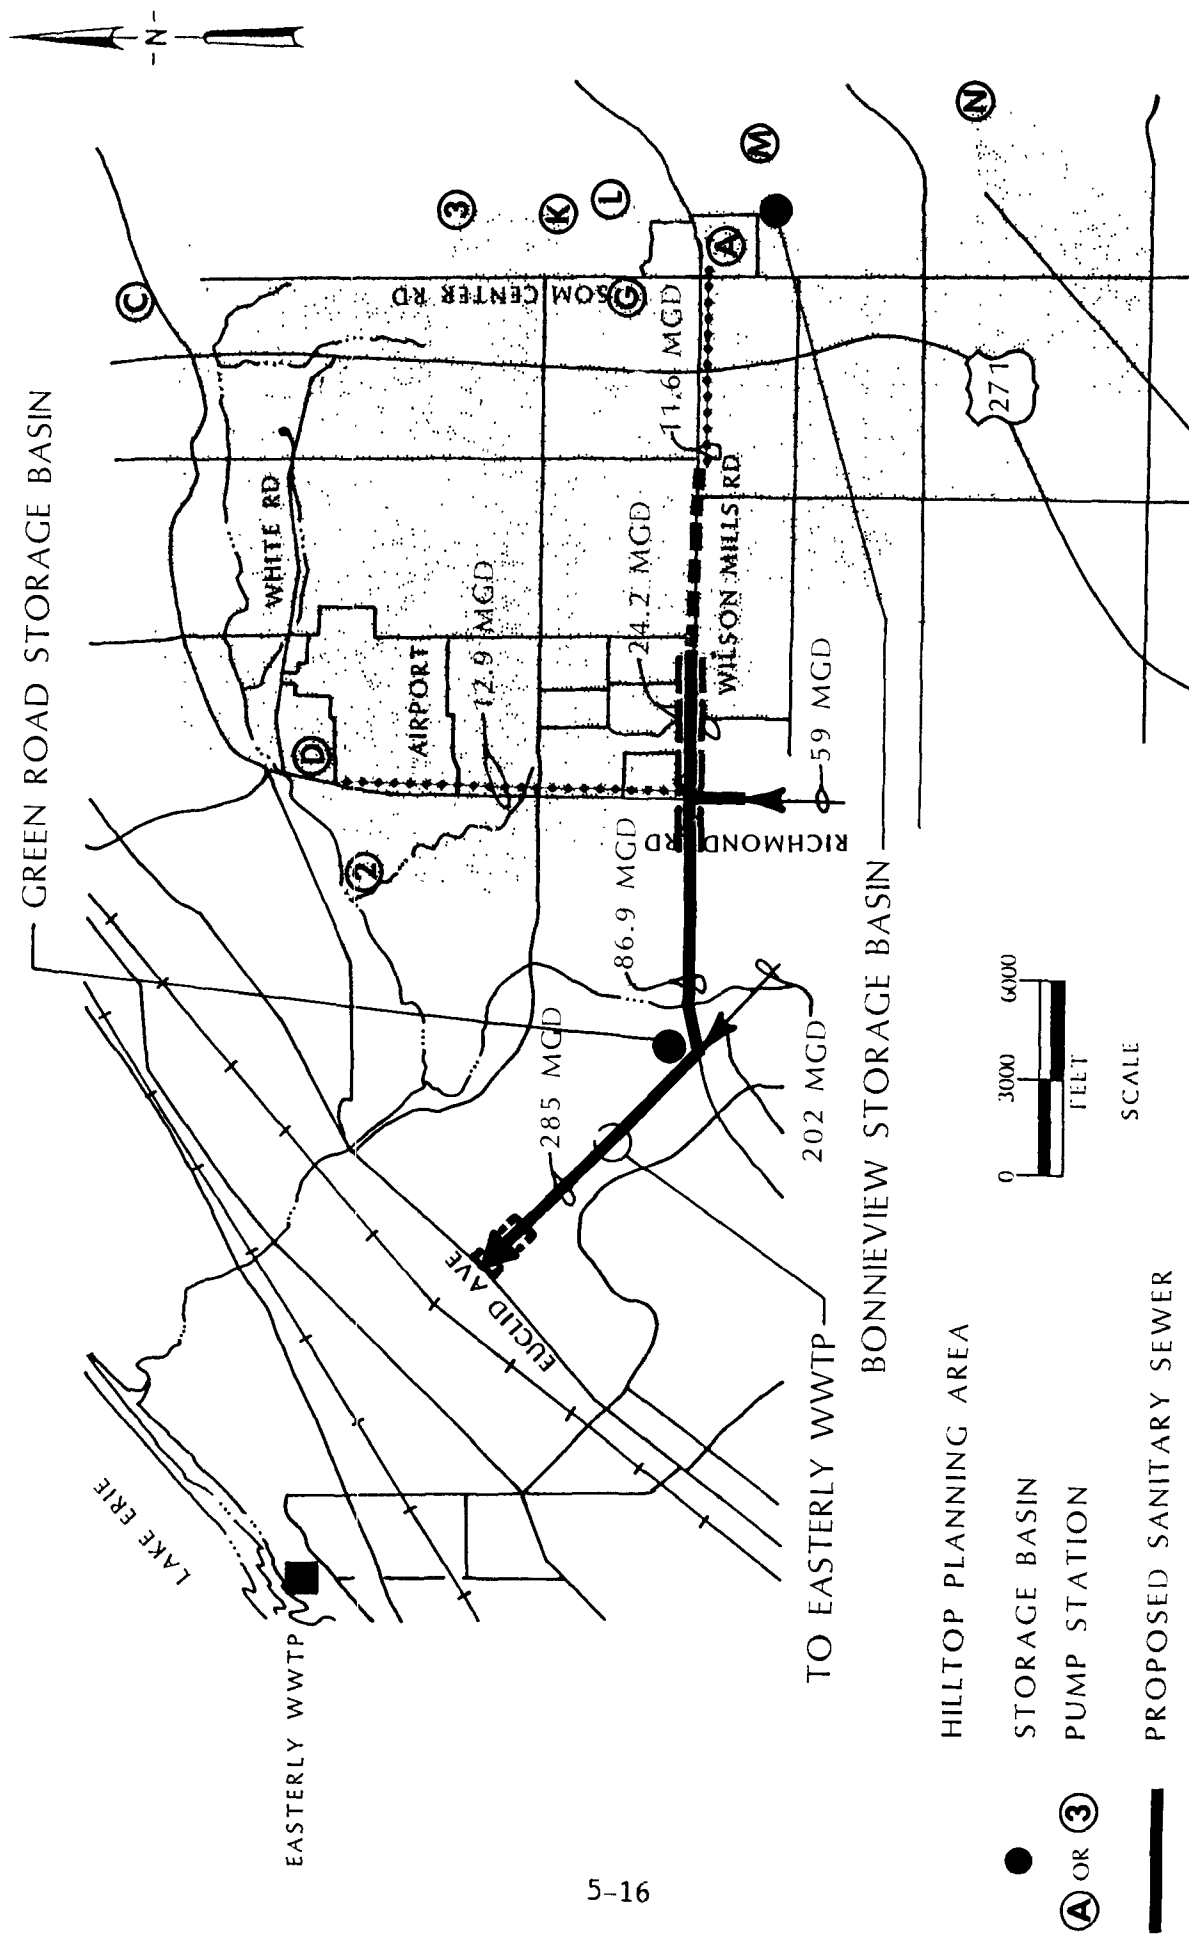 GREEN ROAD STORAGE BASIN
-N-
C
3
K
L
M
N
SOM CENTER RD
G
A
WHITE RD
11.6 MGD
271
D
AIRPORT
12.9 MGD
24.2 MGD
WILSON MILLS RD
59 MGD
2
RICHMOND RD
86.9 MGD
285 MGD
202 MGD
BONNIEVIEW STORAGE BASIN
EUCLID AVE
LAKE ERIE
EASTERLY WWTP
TO EASTERLY WWTP
0 3000 6000
FEET
SCALE
HILLTOP PLANNING AREA
STORAGE BASIN
A OR 3 PUMP STATION
PROPOSED SANITARY SEWER
5-16